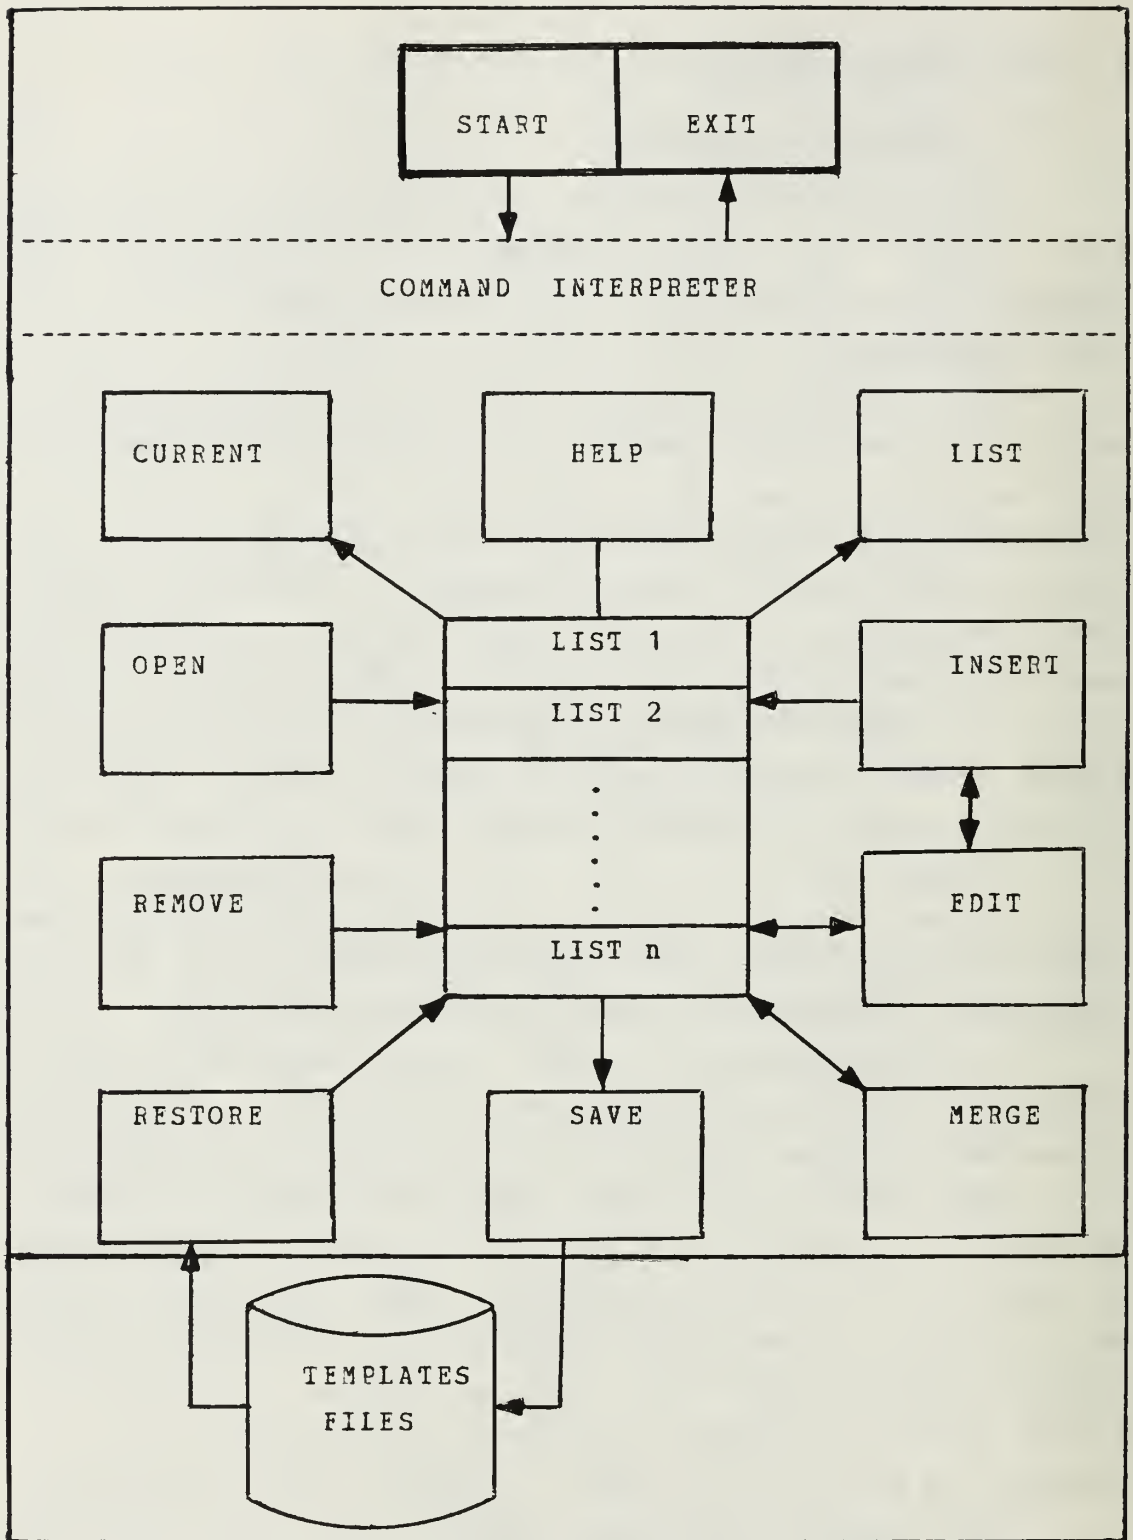 START EXIT
COMMAND INTERPRETER
CURRENT HELP LIST
LIST 1
OPEN INSERT
LIST 2
REMOVE EDIT
LIST n
RESTORE SAVE MERGE
TEMPLATES
FILES